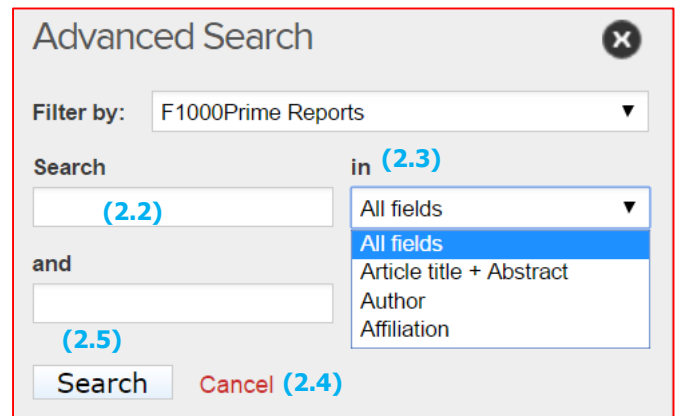 Advanced Search
Filter by: F1000Prime Reports
Search in (2.3)
(2.2) All fields
All fields
and Article title + Abstract
Author
Affiliation
(2.5)
Search Cancel (2.4)